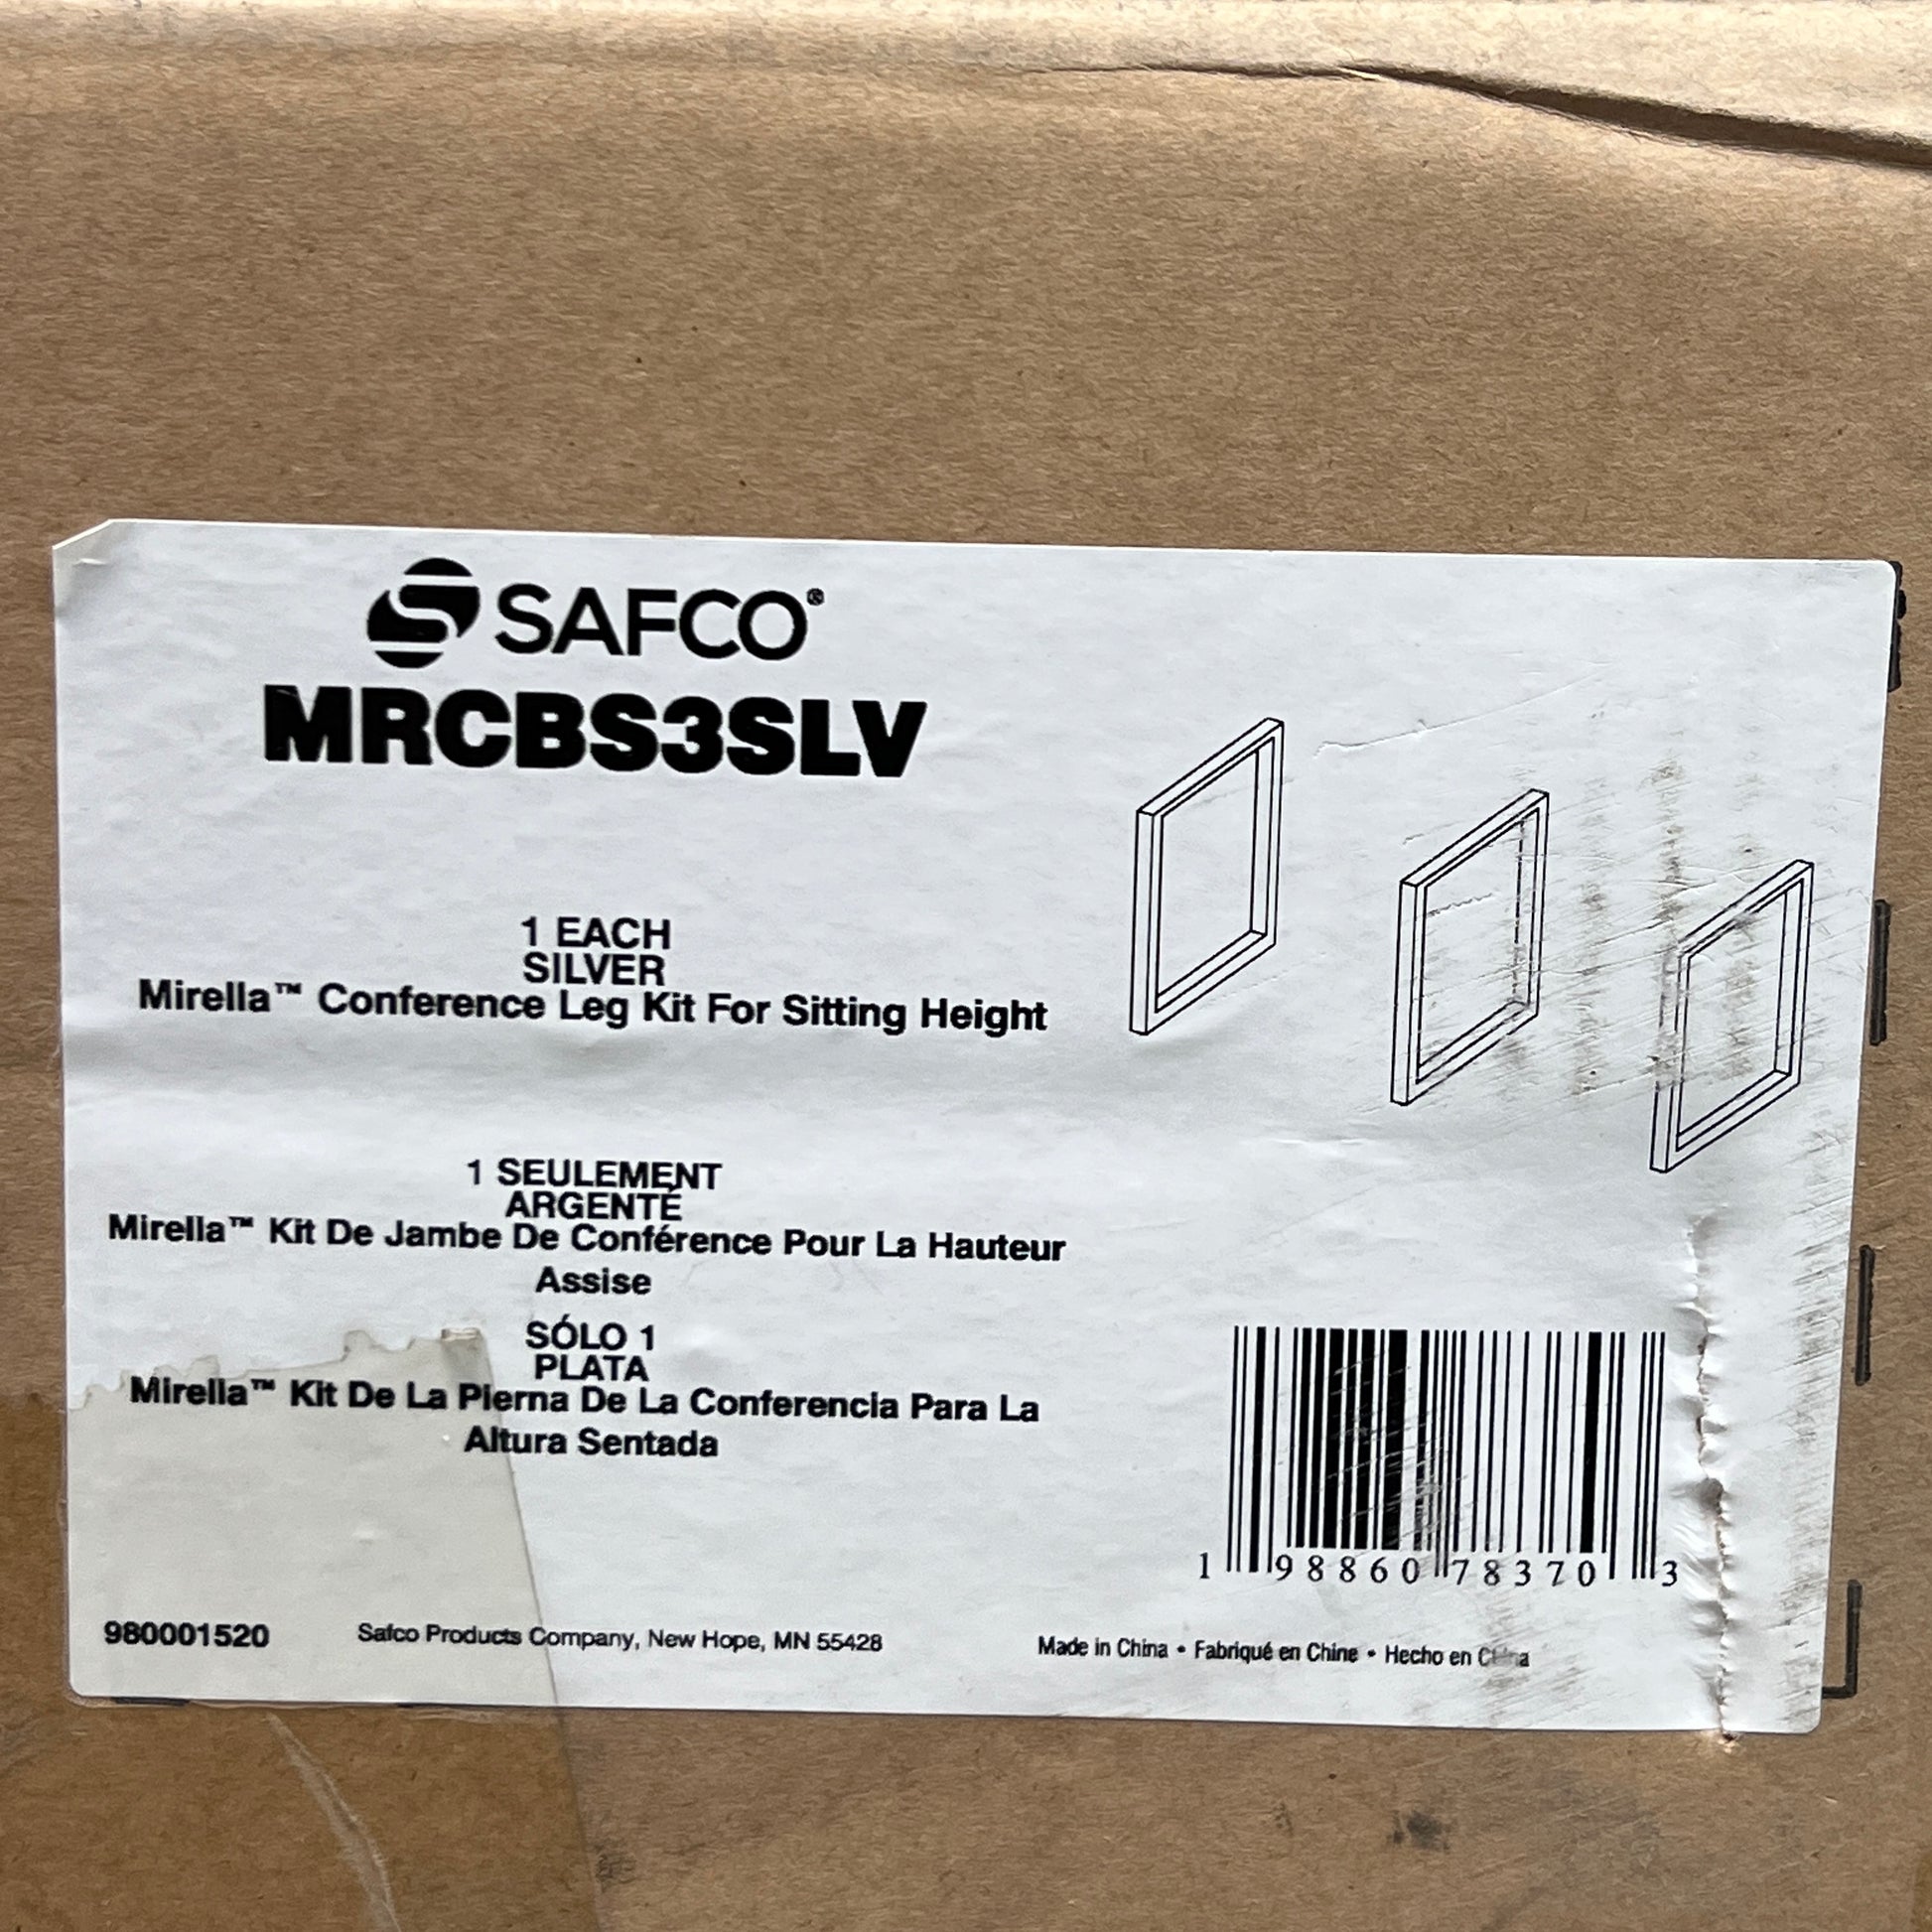 SAFCO®
MRCBS3SLV
1 EACH
SILVER
Mirella™ Conference Leg Kit For Sitting Height
1 SEULEMENT
ARGENTÉ
Mirella™ Kit De Jambe De Conférence Pour La Hauteur
Assise
SÓLO 1
PLATA
Mirella™ Kit De La Pierna De La Conferencia Para La
Altura Sentada
1 98860 78370 3
980001520 Safco Products Company, New Hope, MN 55428 Made in China • Fabriqué en Chine • Hecho en China